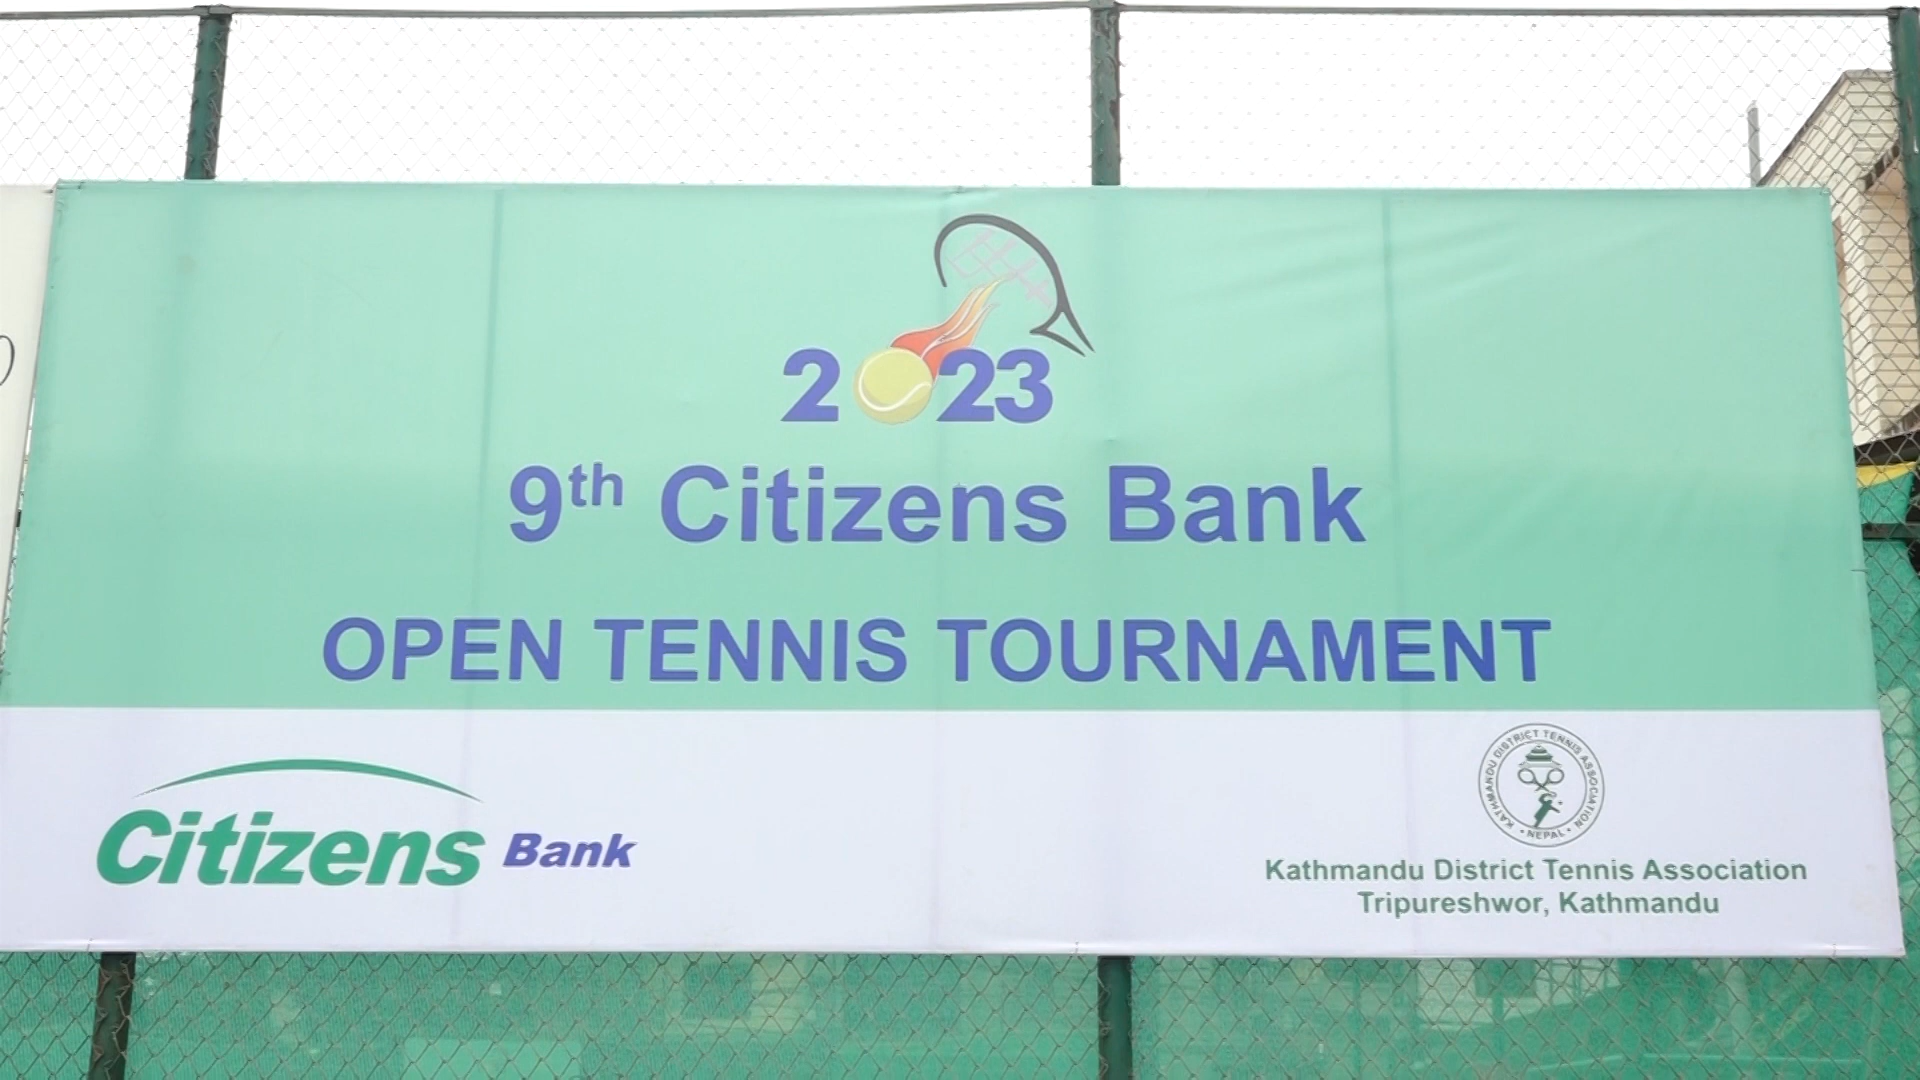 2023
9th Citizens Bank
OPEN TENNIS TOURNAMENT
Citizens Bank
KATHMANDU DISTRICT TENNIS ASSOCIATION
• NEPAL •
Kathmandu District Tennis Association
Tripureshwor, Kathmandu